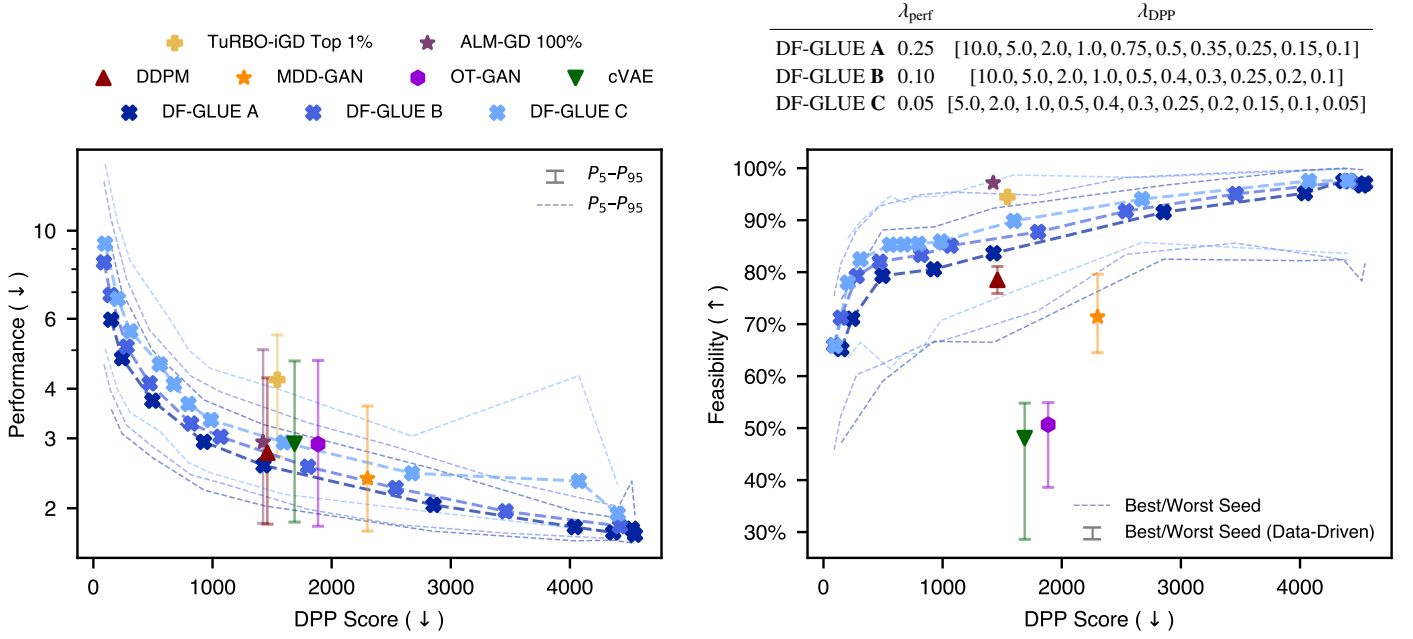 TuRBO-iGD Top 1% ALM-GD 100%
DDPM MDD-GAN OT-GAN cVAE
DF-GLUE A DF-GLUE B DF-GLUE C
λperf λDPP
DF-GLUE A 0.25 [10.0, 5.0, 2.0, 1.0, 0.75, 0.5, 0.35, 0.25, 0.15, 0.1]
DF-GLUE B 0.10 [10.0, 5.0, 2.0, 1.0, 0.5, 0.4, 0.3, 0.25, 0.2, 0.1]
DF-GLUE C 0.05 [5.0, 2.0, 1.0, 0.5, 0.4, 0.3, 0.25, 0.2, 0.15, 0.1, 0.05]
Performance (↓)
10
6
4
3
2
P5–P95
P5–P95
0 1000 2000 3000 4000
DPP Score (↓)
Feasibility (↑)
100%
90%
80%
70%
60%
50%
40%
30%
Best/Worst Seed
Best/Worst Seed (Data-Driven)
0 1000 2000 3000 4000
DPP Score (↓)